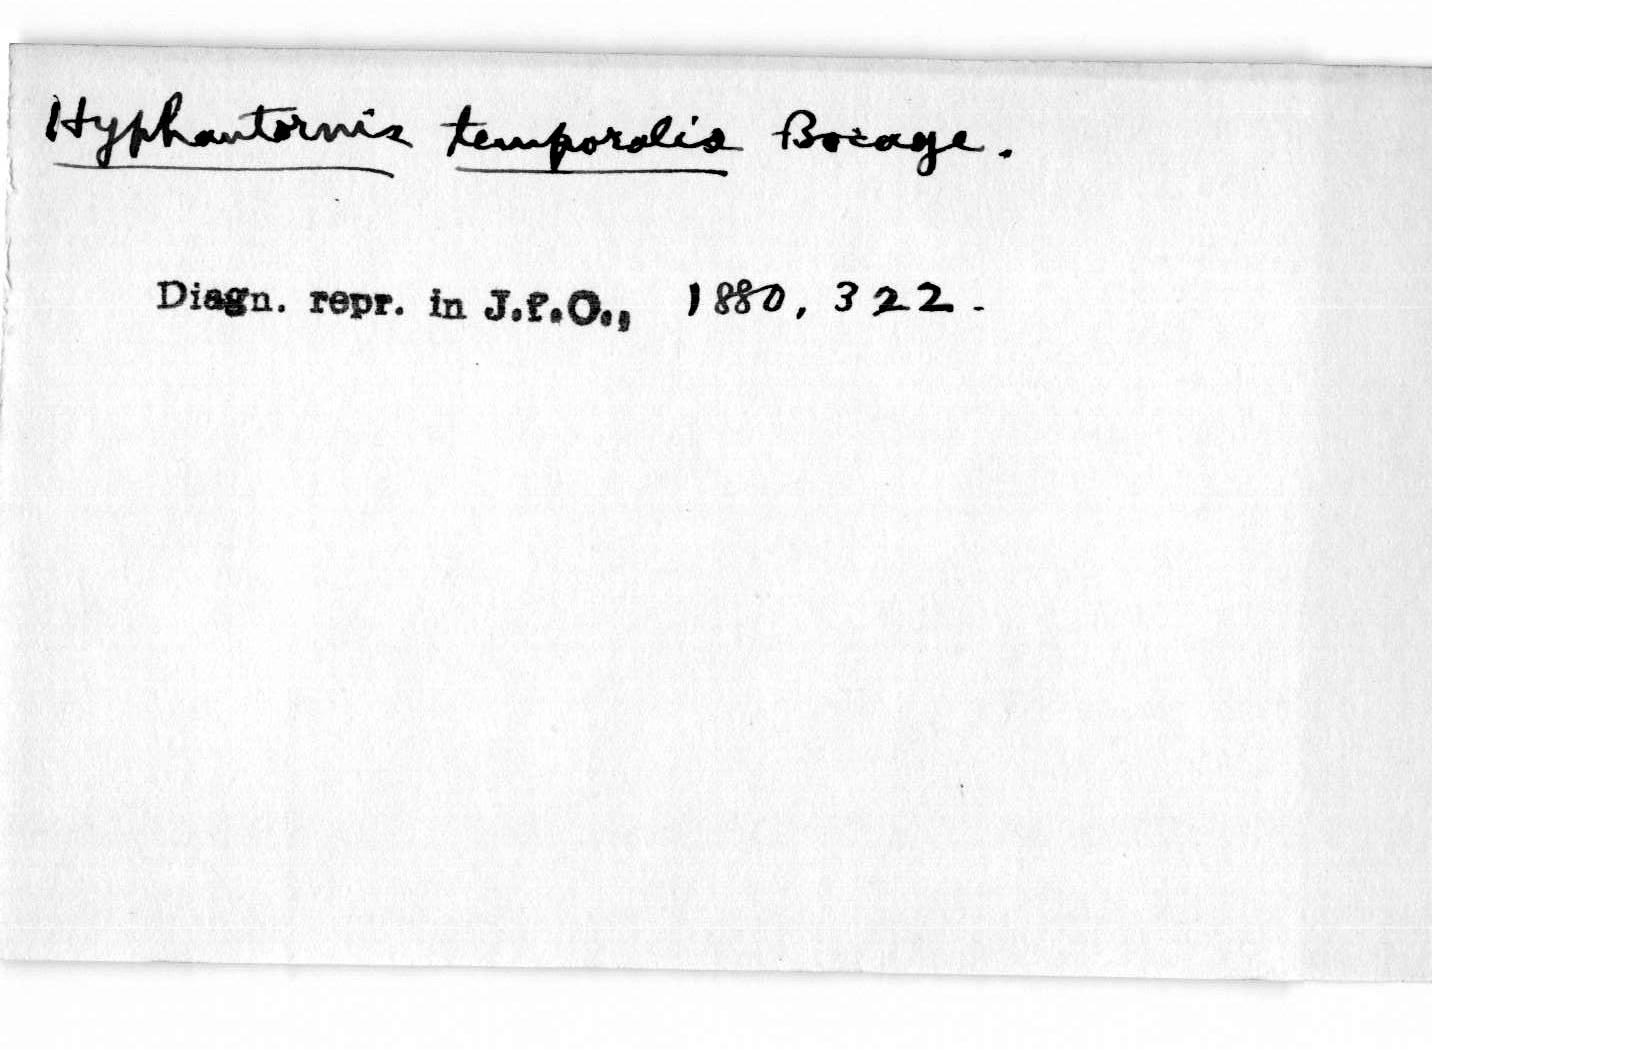 Hyphantornis temporalis Bocage.
Diagn. repr. in J.f.O., 1880, 322.